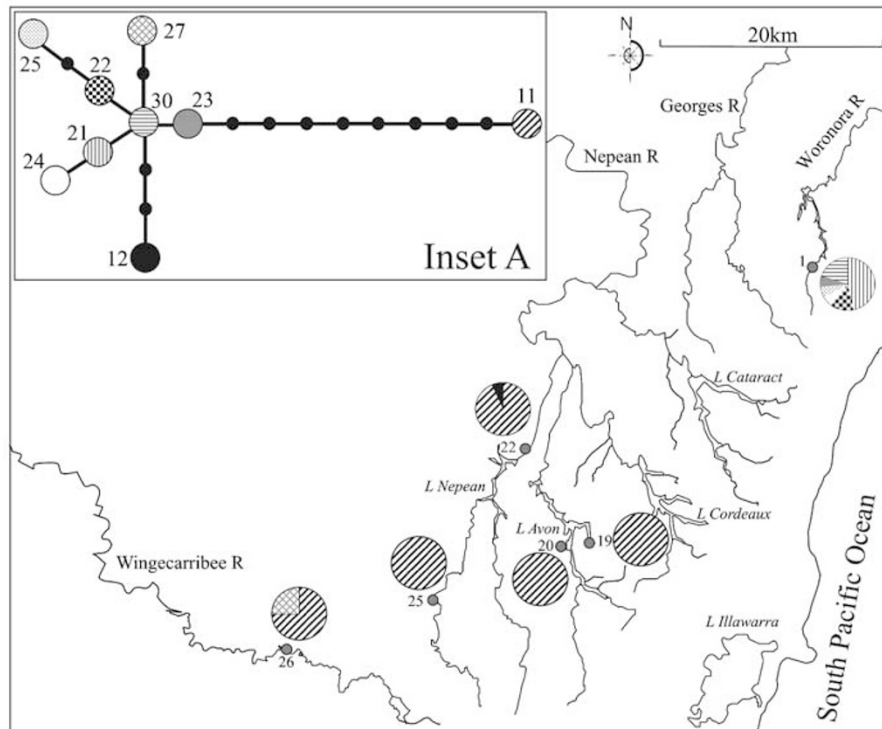 27
25
22
30
23
11
21
24
12
Inset A
N
20km
Georges R
Nepean R
Woronora R
1
L Cataract
22
L Nepean
L Cordeaux
L Avon
20
19
Wingecarribee R
25
26
L Illawarra
South Pacific Ocean